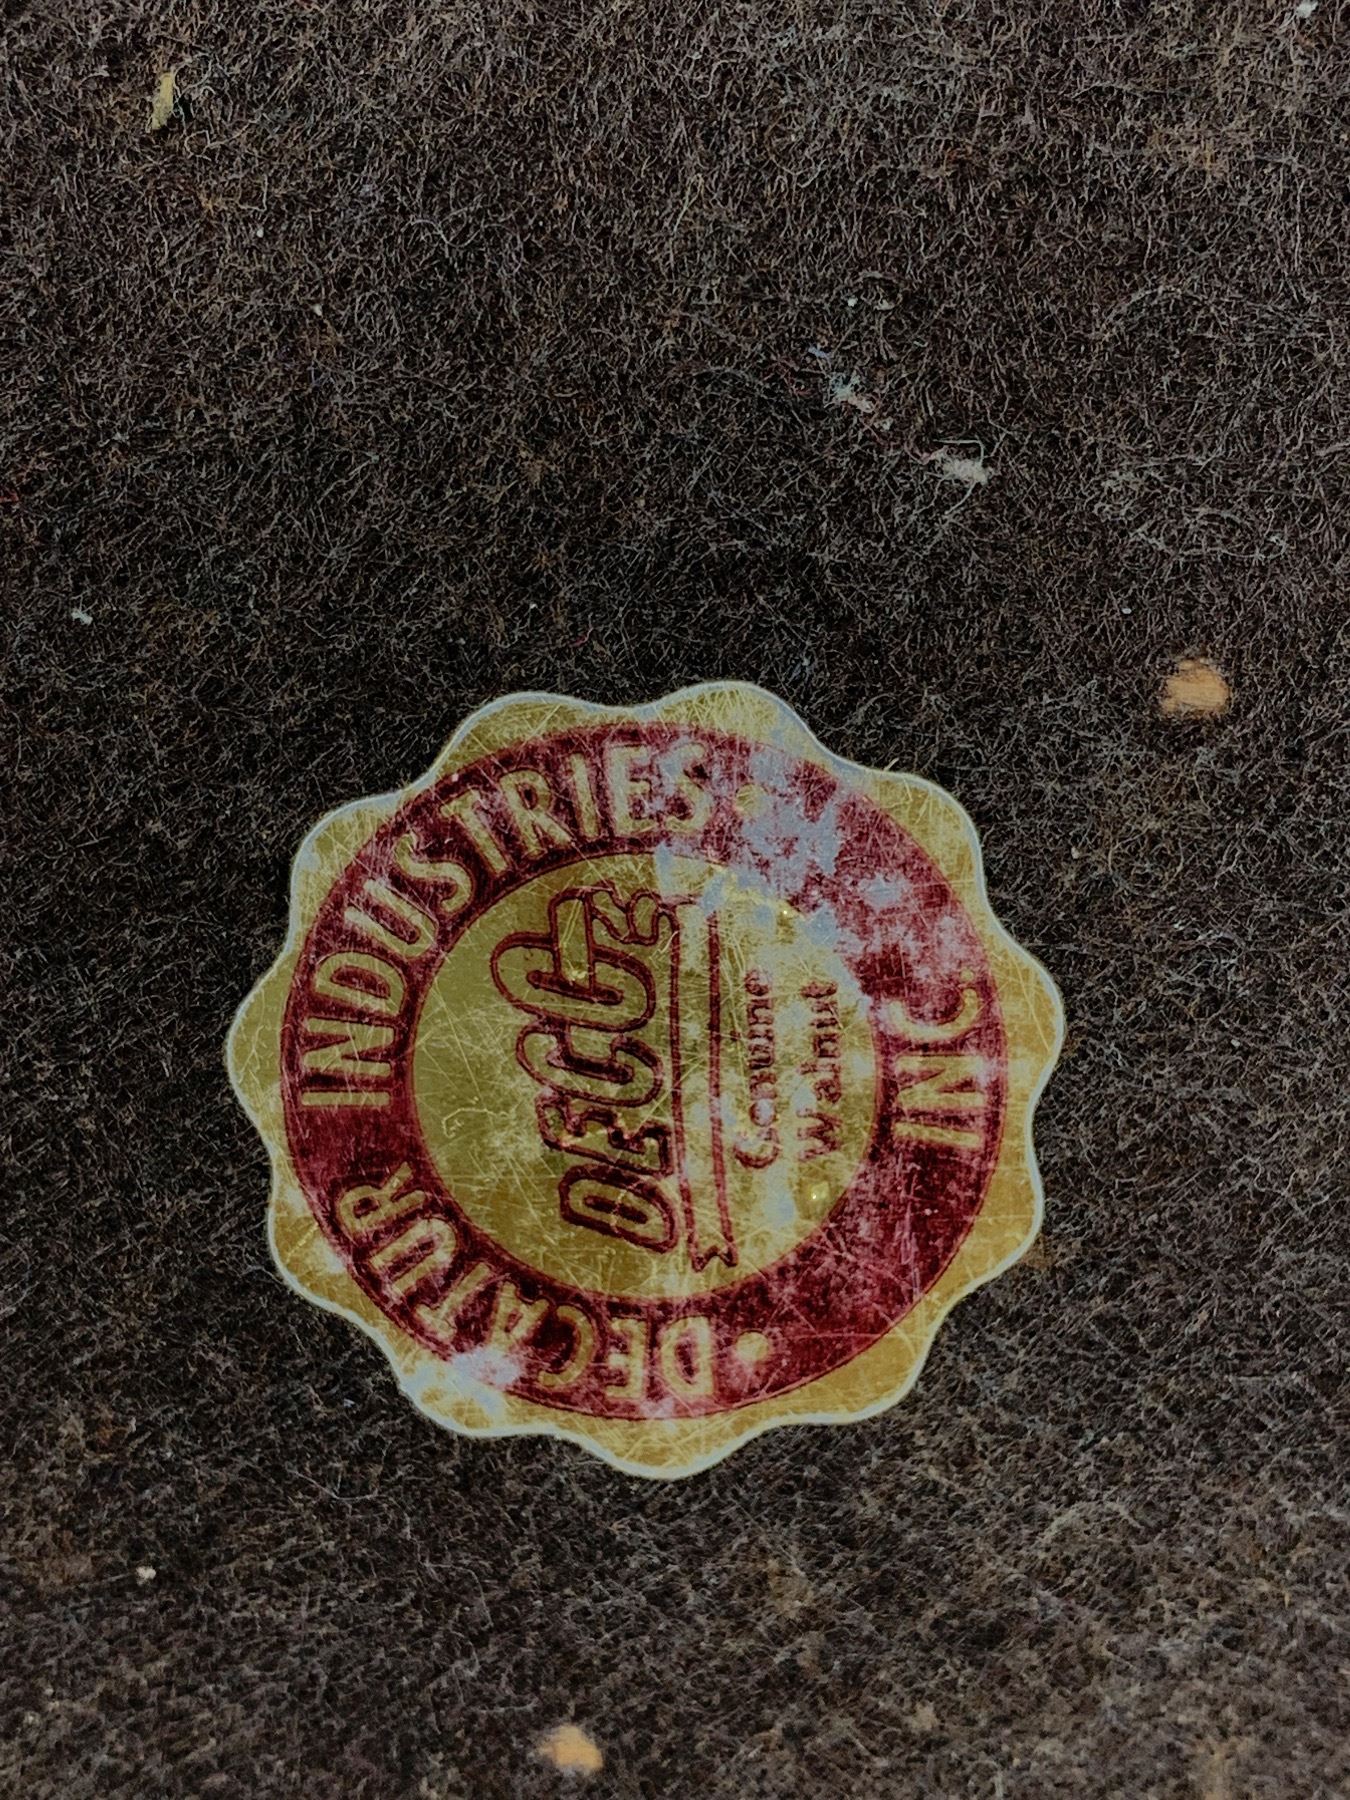 DECATUR INDUSTRIES • INC. •
DECO
Genuine
Walnut